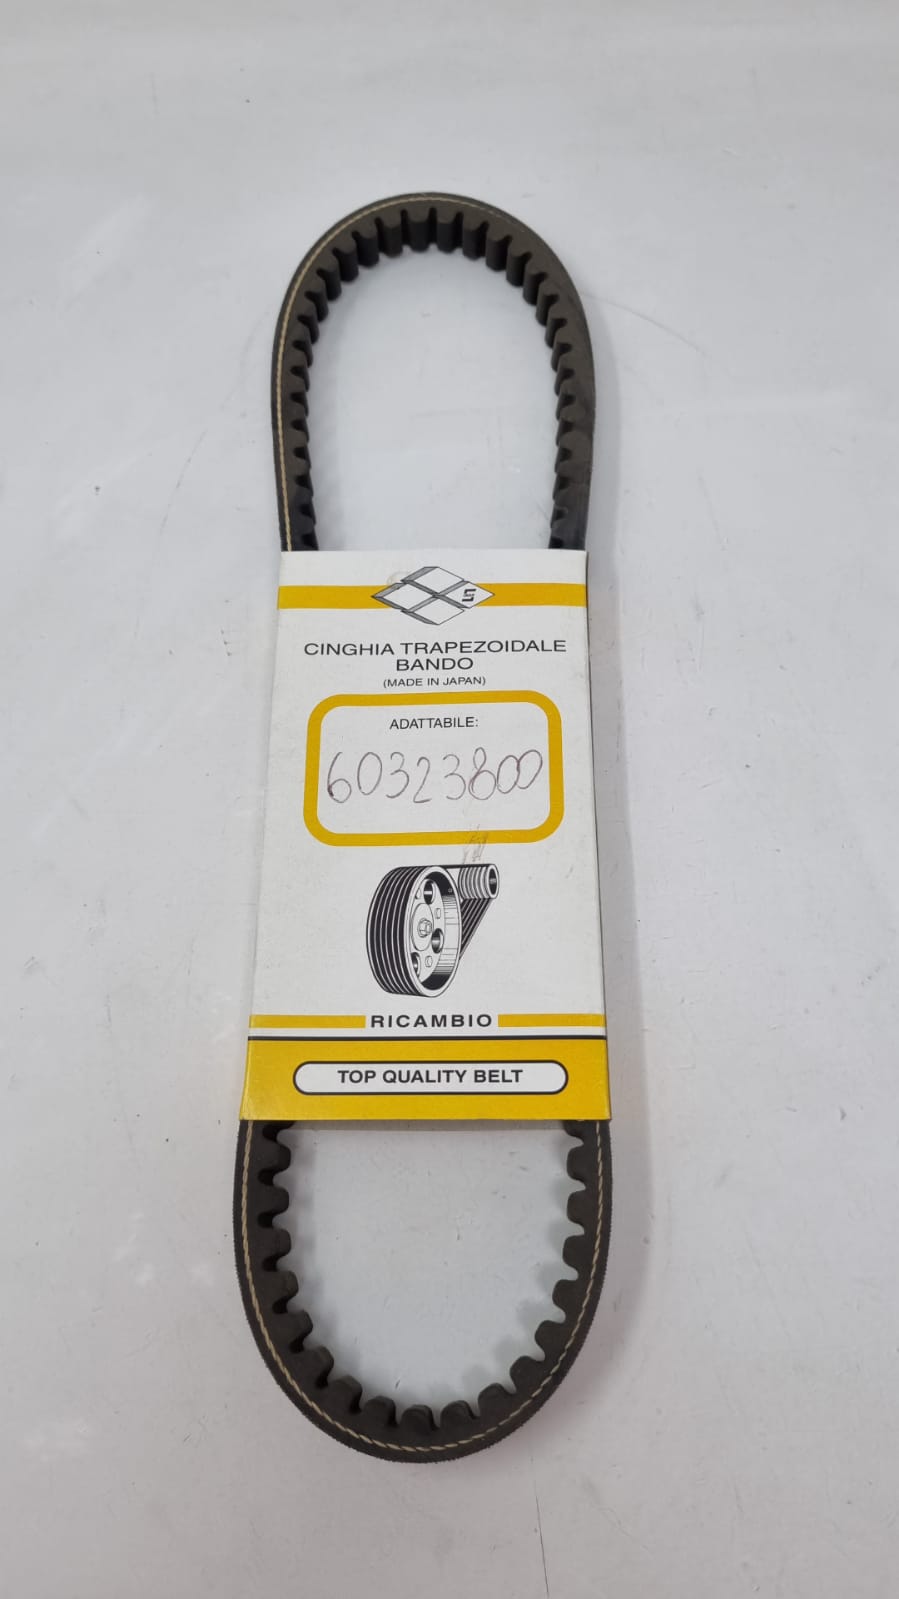 CINGHIA TRAPEZOIDALE
BANDO
(MADE IN JAPAN)
ADATTABILE:
60323800
RICAMBIO
TOP QUALITY BELT